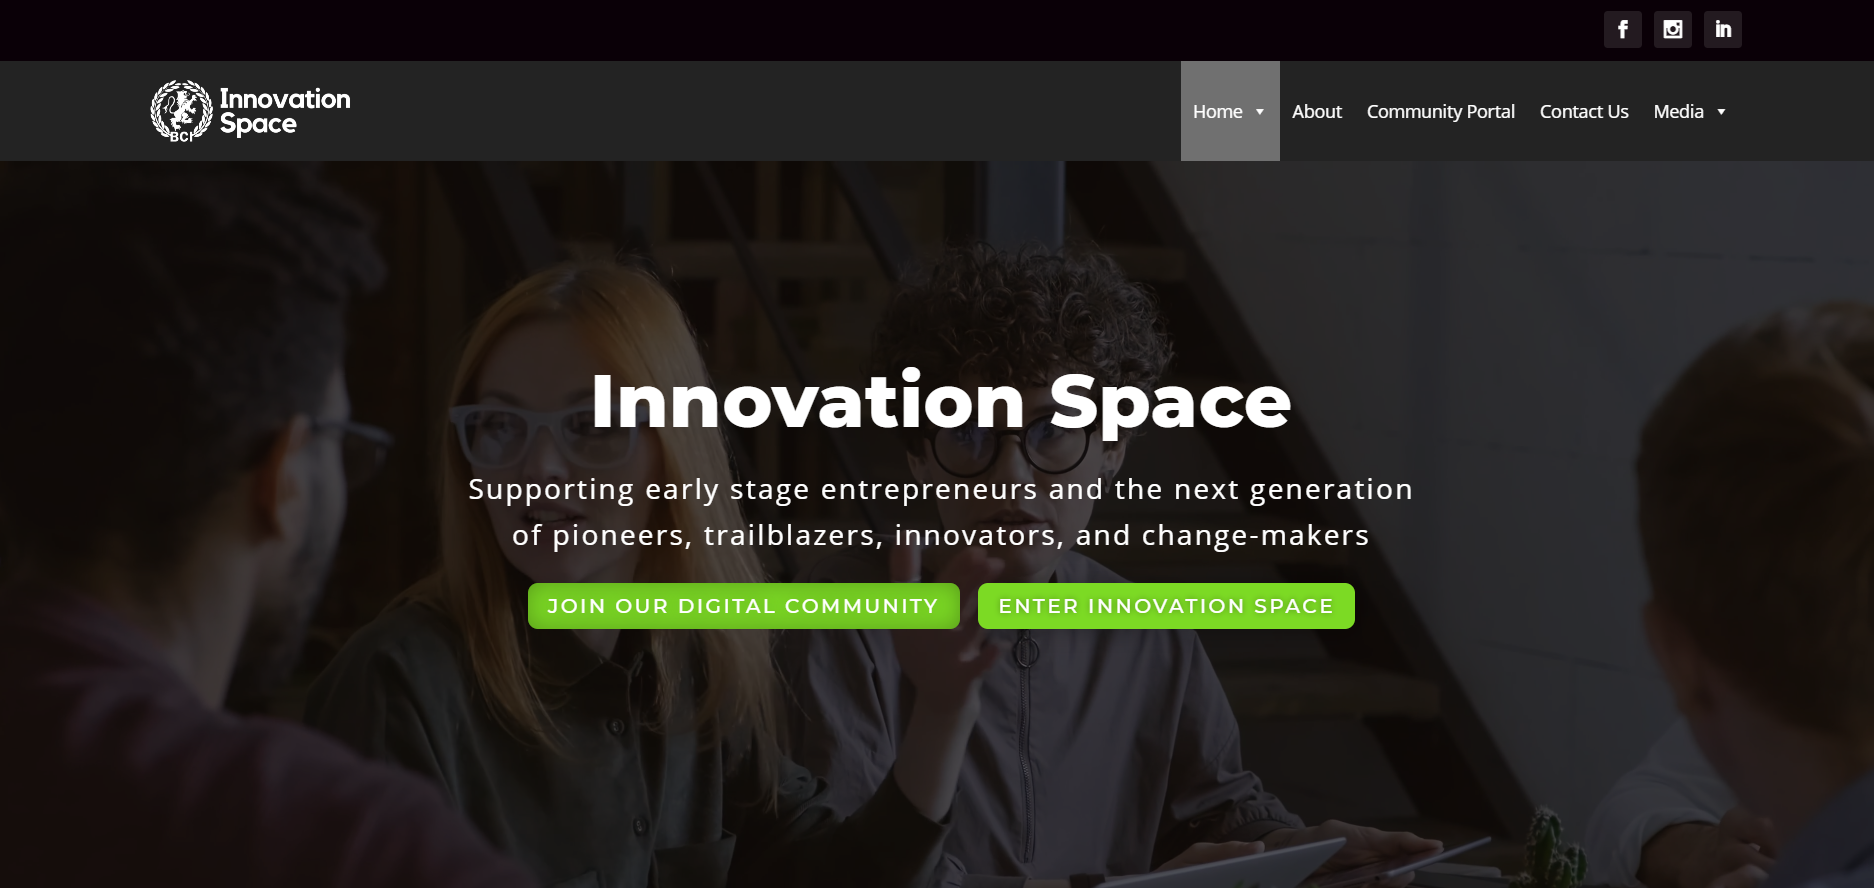 BCI
Innovation
Space
Home
About
Community Portal
Contact Us
Media
Innovation Space
Supporting early stage entrepreneurs and the next generation
of pioneers, trailblazers, innovators, and change-makers
JOIN OUR DIGITAL COMMUNITY
ENTER INNOVATION SPACE